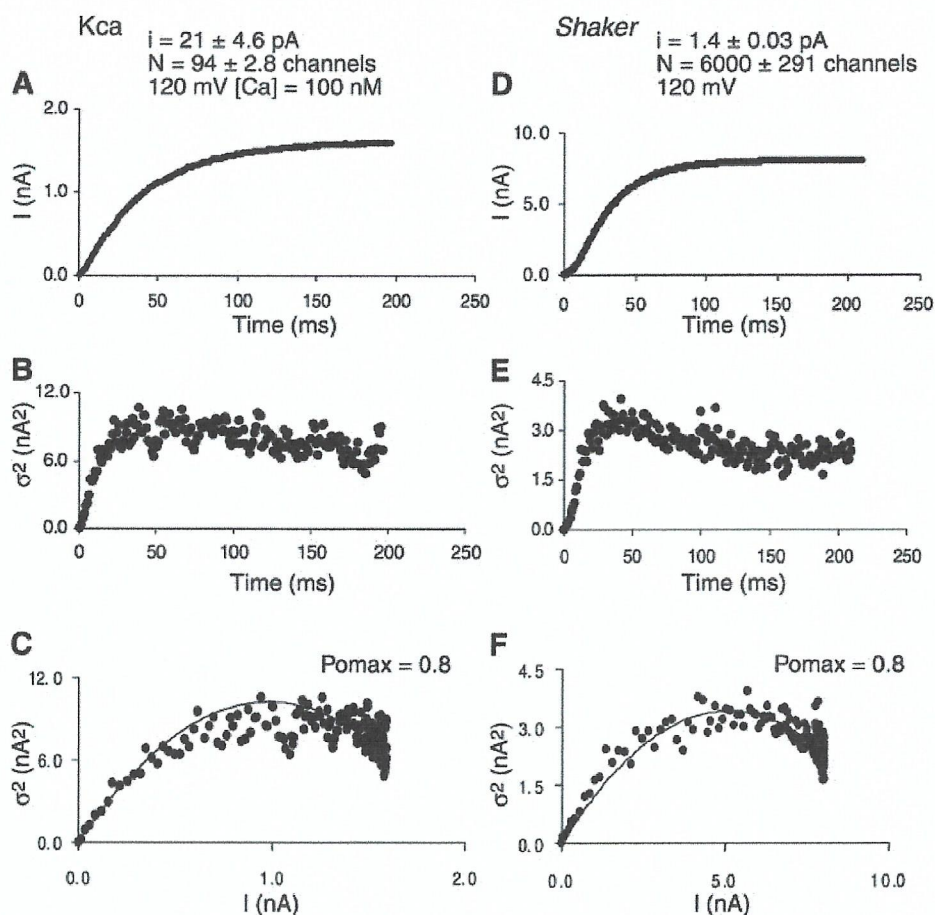 Kca
i = 21 ± 4.6 pA
N = 94 ± 2.8 channels
120 mV [Ca] = 100 nM
Shaker
i = 1.4 ± 0.03 pA
N = 6000 ± 291 channels
120 mV
A
2.0
1.0
0.0
I (nA)
0 50 100 150 200 250
Time (ms)
D
10.0
5.0
0.0
I (nA)
0 50 100 150 200 250
Time (ms)
B
12.0
6.0
0.0
σ² (nA²)
0 50 100 150 200 250
Time (ms)
E
4.5
3.0
1.5
0.0
σ² (nA²)
0 50 100 150 200 250
Time (ms)
C
Pomax = 0.8
12.0
6.0
0.0
σ² (nA²)
0.0 1.0 2.0
I (nA)
F
Pomax = 0.8
4.5
3.0
1.5
0.0
σ² (nA²)
0.0 5.0 10.0
I (nA)